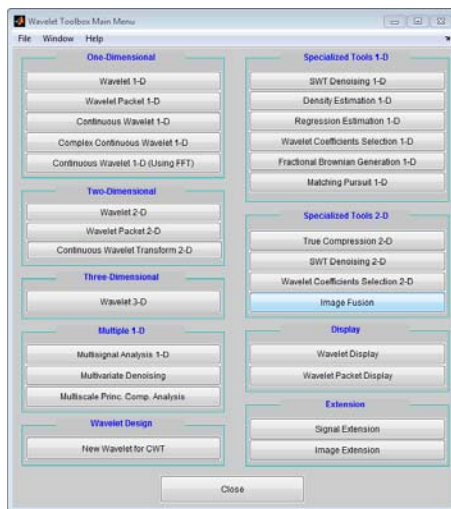 Wavelet Toolbox Main Menu
File Window Help
One-Dimensional
Wavelet 1-D
Wavelet Packet 1-D
Continuous Wavelet 1-D
Complex Continuous Wavelet 1-D
Continuous Wavelet 1-D (Using FFT)
Two-Dimensional
Wavelet 2-D
Wavelet Packet 2-D
Continuous Wavelet Transform 2-D
Three-Dimensional
Wavelet 3-D
Multiple 1-D
Multisignal Analysis 1-D
Multivariate Denoising
Multiscale Princ. Comp. Analysis
Wavelet Design
New Wavelet for CWT
Specialized Tools 1-D
SWT Denoising 1-D
Density Estimation 1-D
Regression Estimation 1-D
Wavelet Coefficients Selection 1-D
Fractional Brownian Generation 1-D
Matching Pursuit 1-D
Specialized Tools 2-D
True Compression 2-D
SWT Denoising 2-D
Wavelet Coefficients Selection 2-D
Image Fusion
Display
Wavelet Display
Wavelet Packet Display
Extension
Signal Extension
Image Extension
Close